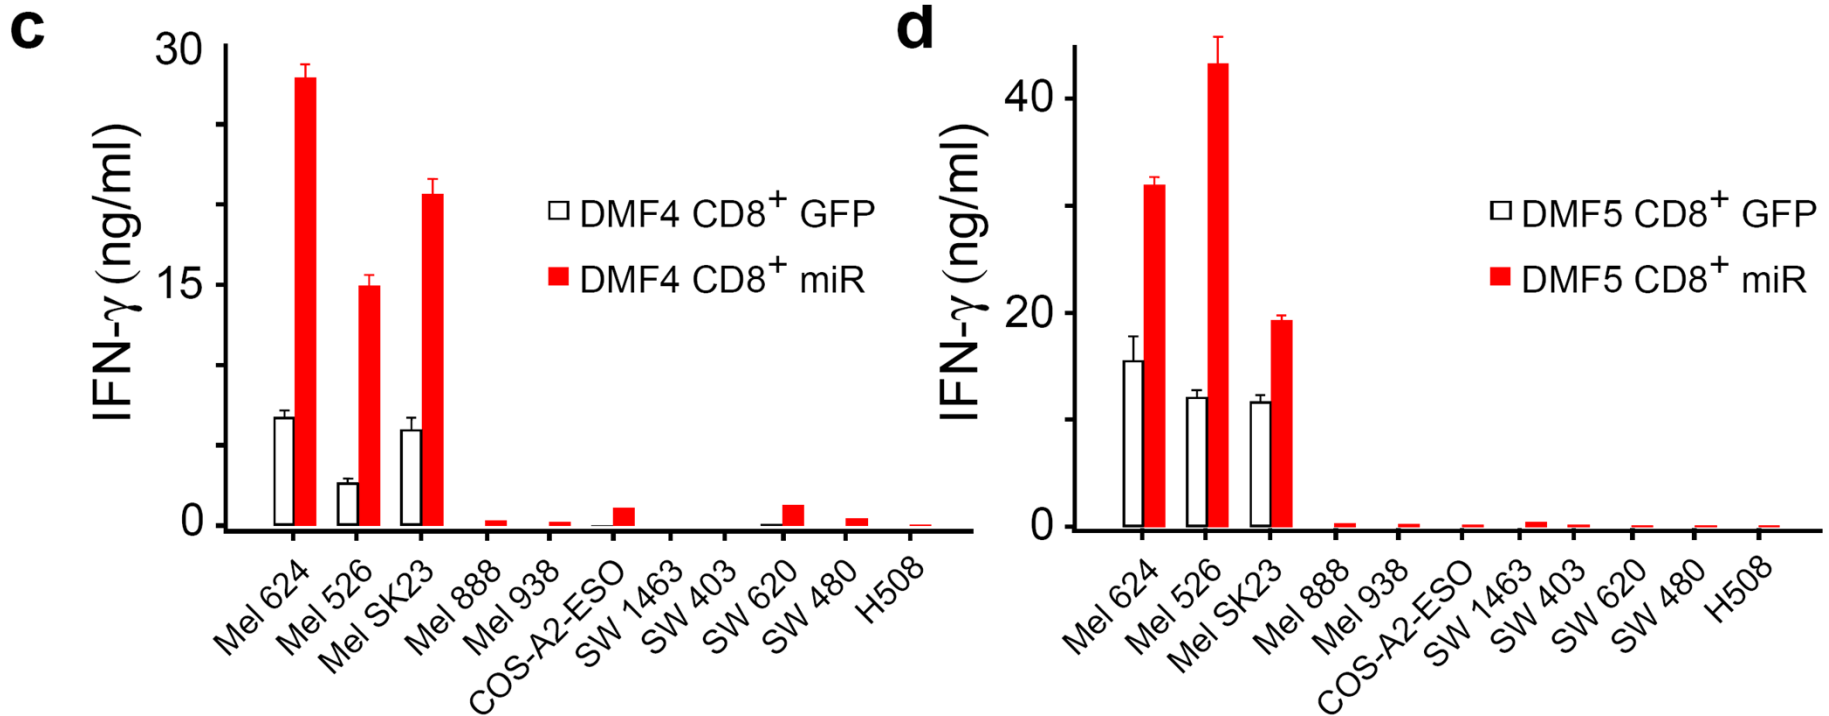 c
30
15
0
IFN-γ (ng/ml)
DMF4 CD8⁺ GFP
DMF4 CD8⁺ miR
Mel 624
Mel 526
Mel SK23
Mel 888
Mel 938
COS-A2-ESO
SW 1463
SW 403
SW 620
SW 480
H508
d
40
20
0
IFN-γ (ng/ml)
DMF5 CD8⁺ GFP
DMF5 CD8⁺ miR
Mel 624
Mel 526
Mel SK23
Mel 888
Mel 938
COS-A2-ESO
SW 1463
SW 403
SW 620
SW 480
H508